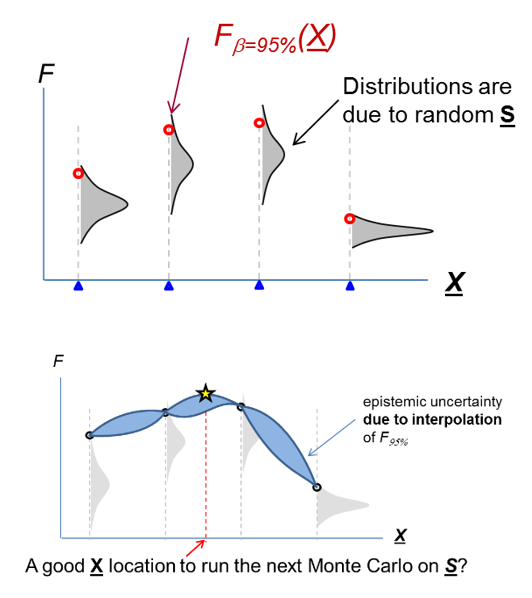 Fβ=95%(X)
F
Distributions are
due to random S
X
F
epistemic uncertainty
due to interpolation
of F95%
X
A good X location to run the next Monte Carlo on S?